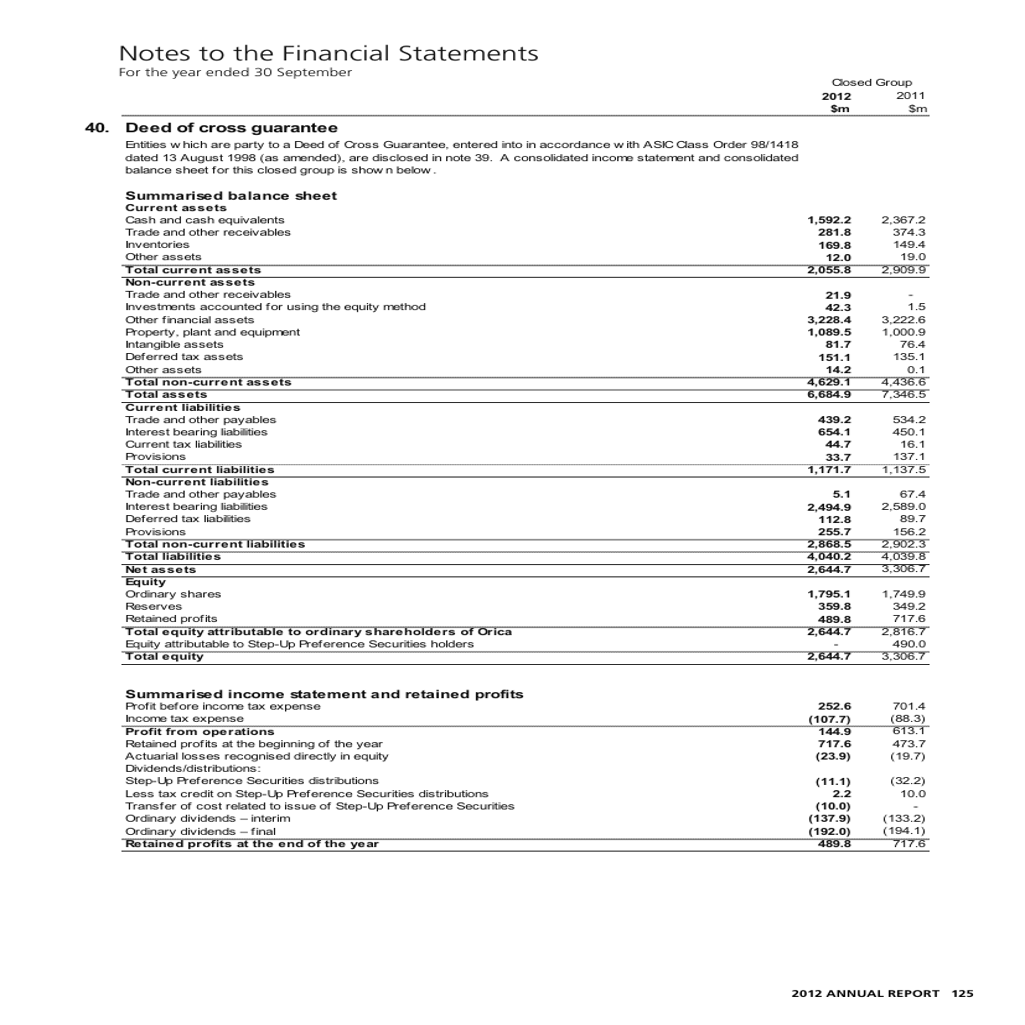 Notes to the Financial Statements
For the year ended 30 September
Closed Group
2012 2011
$m $m
40. Deed of cross guarantee
Entities which are party to a Deed of Cross Guarantee, entered into in accordance with ASIC Class Order 98/1418
dated 13 August 1998 (as amended), are disclosed in note 39. A consolidated income statement and consolidated
balance sheet for this closed group is shown below.
Summarised balance sheet
Current assets
Cash and cash equivalents 1,592.2 2,367.2
Trade and other receivables 281.8 374.3
Inventories 169.8 149.4
Other assets 12.0 19.0
Total current assets 2,055.8 2,909.9
Non-current assets
Trade and other receivables 21.9 -
Investments accounted for using the equity method 42.3 1.5
Other financial assets 3,228.4 3,222.6
Property, plant and equipment 1,089.5 1,000.9
Intangible assets 81.7 76.4
Deferred tax assets 151.1 135.1
Other assets 14.2 0.1
Total non-current assets 4,629.1 4,436.6
Total assets 6,684.9 7,346.5
Current liabilities
Trade and other payables 439.2 534.2
Interest bearing liabilities 654.1 450.1
Current tax liabilities 44.7 16.1
Provisions 33.7 137.1
Total current liabilities 1,171.7 1,137.5
Non-current liabilities
Trade and other payables 5.1 67.4
Interest bearing liabilities 2,494.9 2,589.0
Deferred tax liabilities 112.8 89.7
Provisions 255.7 156.2
Total non-current liabilities 2,868.5 2,902.3
Total liabilities 4,040.2 4,039.8
Net assets 2,644.7 3,306.7
Equity
Ordinary shares 1,795.1 1,749.9
Reserves 359.8 349.2
Retained profits 489.8 717.6
Total equity attributable to ordinary shareholders of Orica 2,644.7 2,816.7
Equity attributable to Step-Up Preference Securities holders - 490.0
Total equity 2,644.7 3,306.7
Summarised income statement and retained profits
Profit before income tax expense 252.6 701.4
Income tax expense (107.7) (88.3)
Profit from operations 144.9 613.1
Retained profits at the beginning of the year 717.6 473.7
Actuarial losses recognised directly in equity (23.9) (19.7)
Dividends/distributions:
Step-Up Preference Securities distributions (11.1) (32.2)
Less tax credit on Step-Up Preference Securities distributions 2.2 10.0
Transfer of cost related to issue of Step-Up Preference Securities (10.0) -
Ordinary dividends – interim (137.9) (133.2)
Ordinary dividends – final (192.0) (194.1)
Retained profits at the end of the year 489.8 717.6
2012 ANNUAL REPORT 125